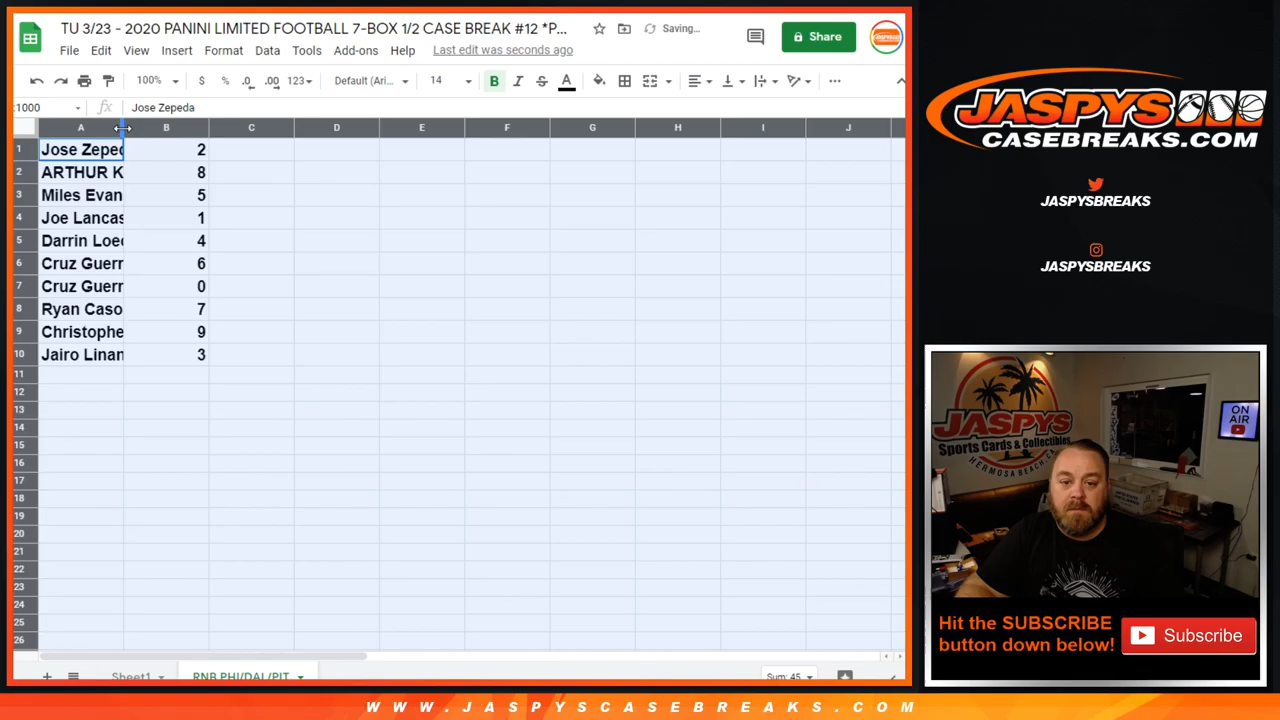 TU 3/23 - 2020 PANINI LIMITED FOOTBALL 7-BOX 1/2 CASE BREAK #12 *P...
Saving...
Share
File Edit View Insert Format Data Tools Add-ons Help Last edit was seconds ago
100% $ % .0 .00 123 Default (Ari... 14 B I S A
:1000 fx Jose Zepeda
A B C D E F G H I J
1 Jose Zeped 2
2 ARTHUR K 8
3 Miles Evan 5
4 Joe Lancas 1
5 Darrin Loec 4
6 Cruz Guerr 6
7 Cruz Guerr 0
8 Ryan Caso 7
9 Christophe 9
10 Jairo Linan 3
11
12
13
14
15
16
17
18
19
20
21
22
23
24
25
26
Sheet1 RNB PHI/DAL/PIT Sum: 45
JASPYS
CASEBREAKS.COM
JASPYSBREAKS
JASPYSBREAKS
JASPYS
Sports Cards & Collectibles
HERMOSA BEACH, CA
ON
AIR
Hit the SUBSCRIBE
button down below!
Subscribe
WWW.JASPYSCASEBREAKS.COM